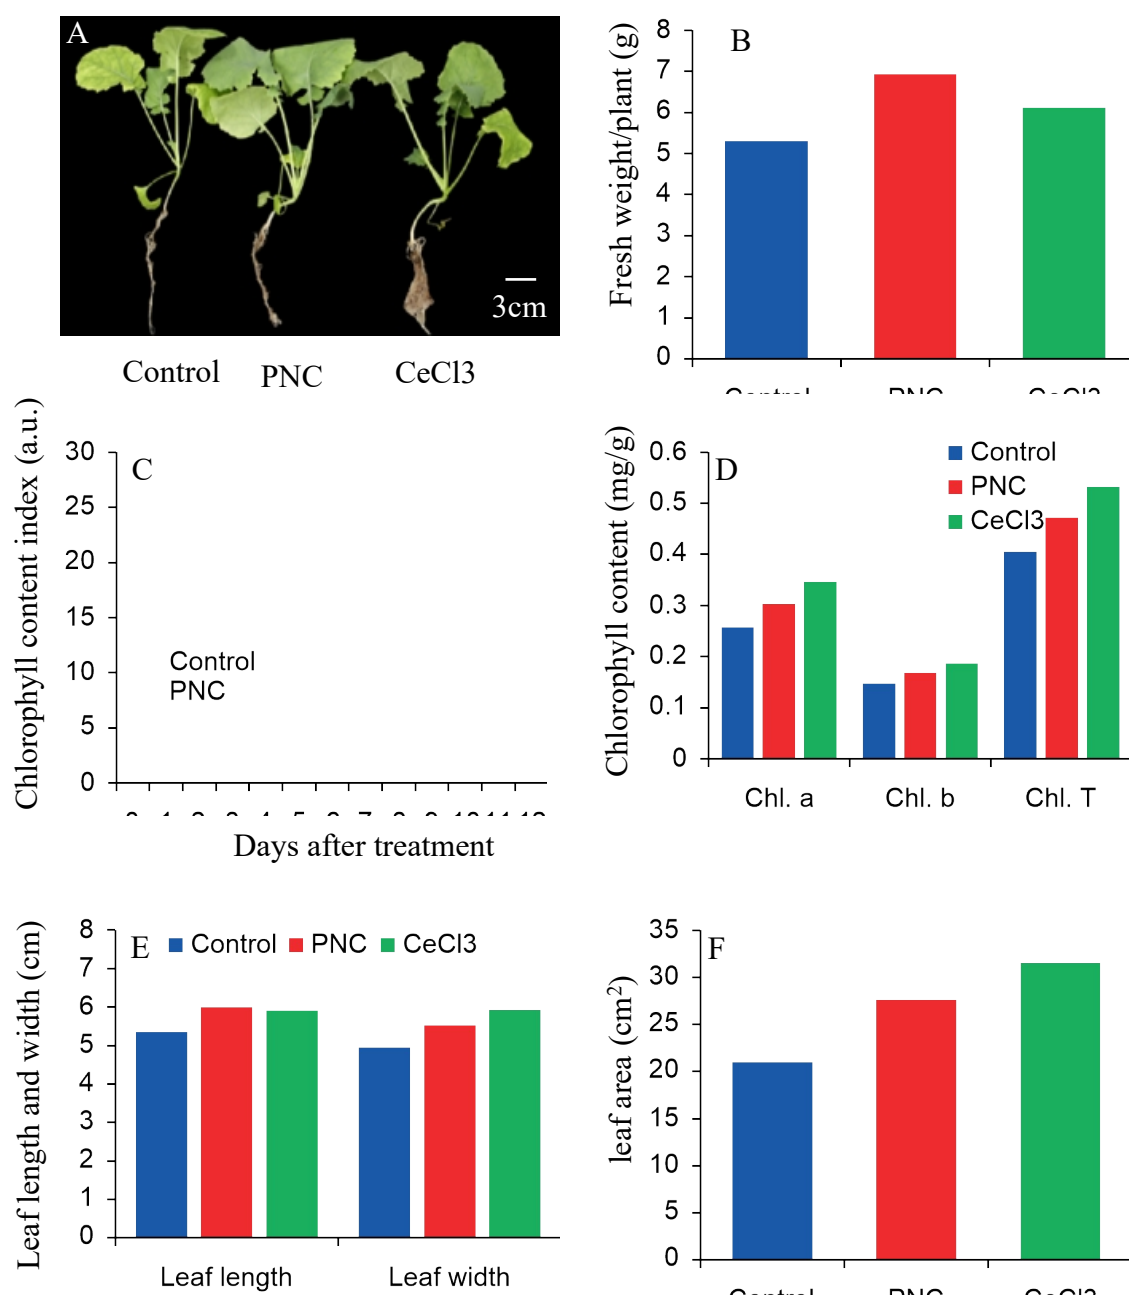 A
3cm
Control PNC CeCl3
Fresh weight/plant (g)
B
8
7
6
5
4
3
2
1
0
Chlorophyll content index (a.u.)
C
30
25
20
15
10
5
0
Control
PNC
Days after treatment
Chlorophyll content (mg/g)
D
0.6
0.5
0.4
0.3
0.2
0.1
0
Control
PNC
CeCl3
Chl. a Chl. b Chl. T
Leaf length and width (cm)
E
8
7
6
5
4
3
2
1
0
Control PNC CeCl3
Leaf length Leaf width
leaf area (cm²)
F
35
30
25
20
15
10
5
0